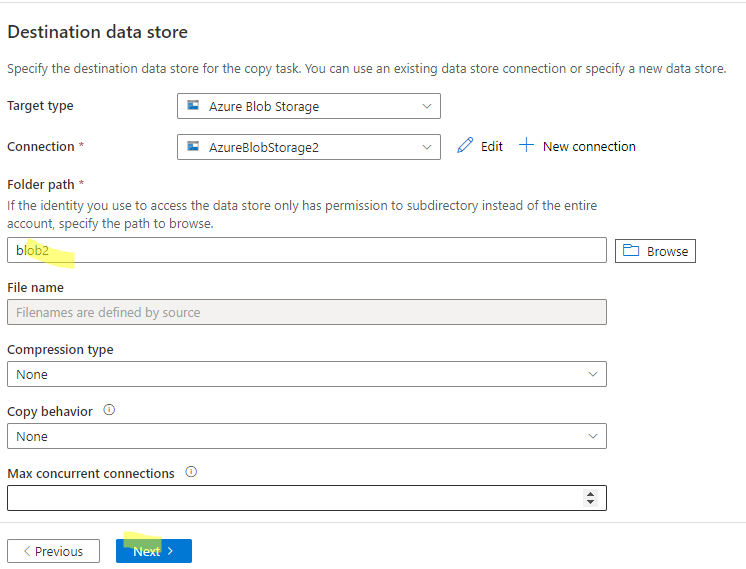 Destination data store
Specify the destination data store for the copy task. You can use an existing data store connection or specify a new data store.
Target type
Azure Blob Storage
Connection *
AzureBlobStorage2
Edit
New connection
Folder path *
If the identity you use to access the data store only has permission to subdirectory instead of the entire
account, specify the path to browse.
blob2
Browse
File name
Filenames are defined by source
Compression type
None
Copy behavior
None
Max concurrent connections
Previous
Next